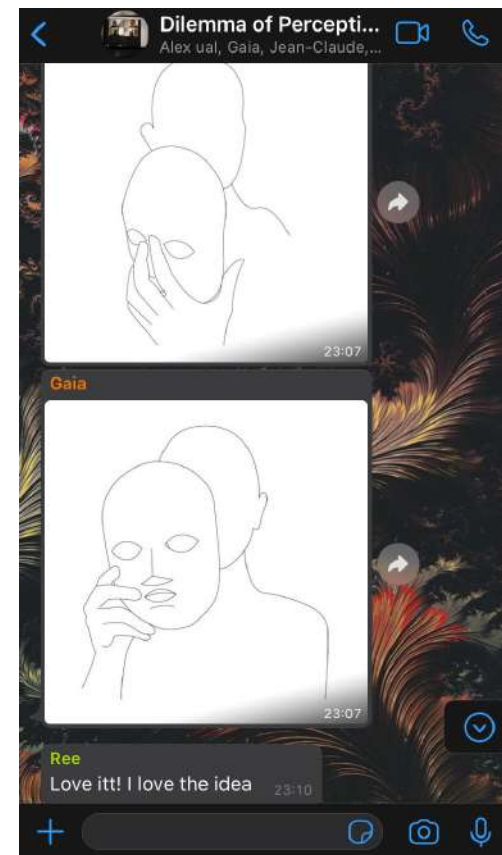 Dilemma of Percepti...
Alex ual, Gaia, Jean-Claude,...
23:07
Gaia
23:07
Ree
Love itt! I love the idea 23:10